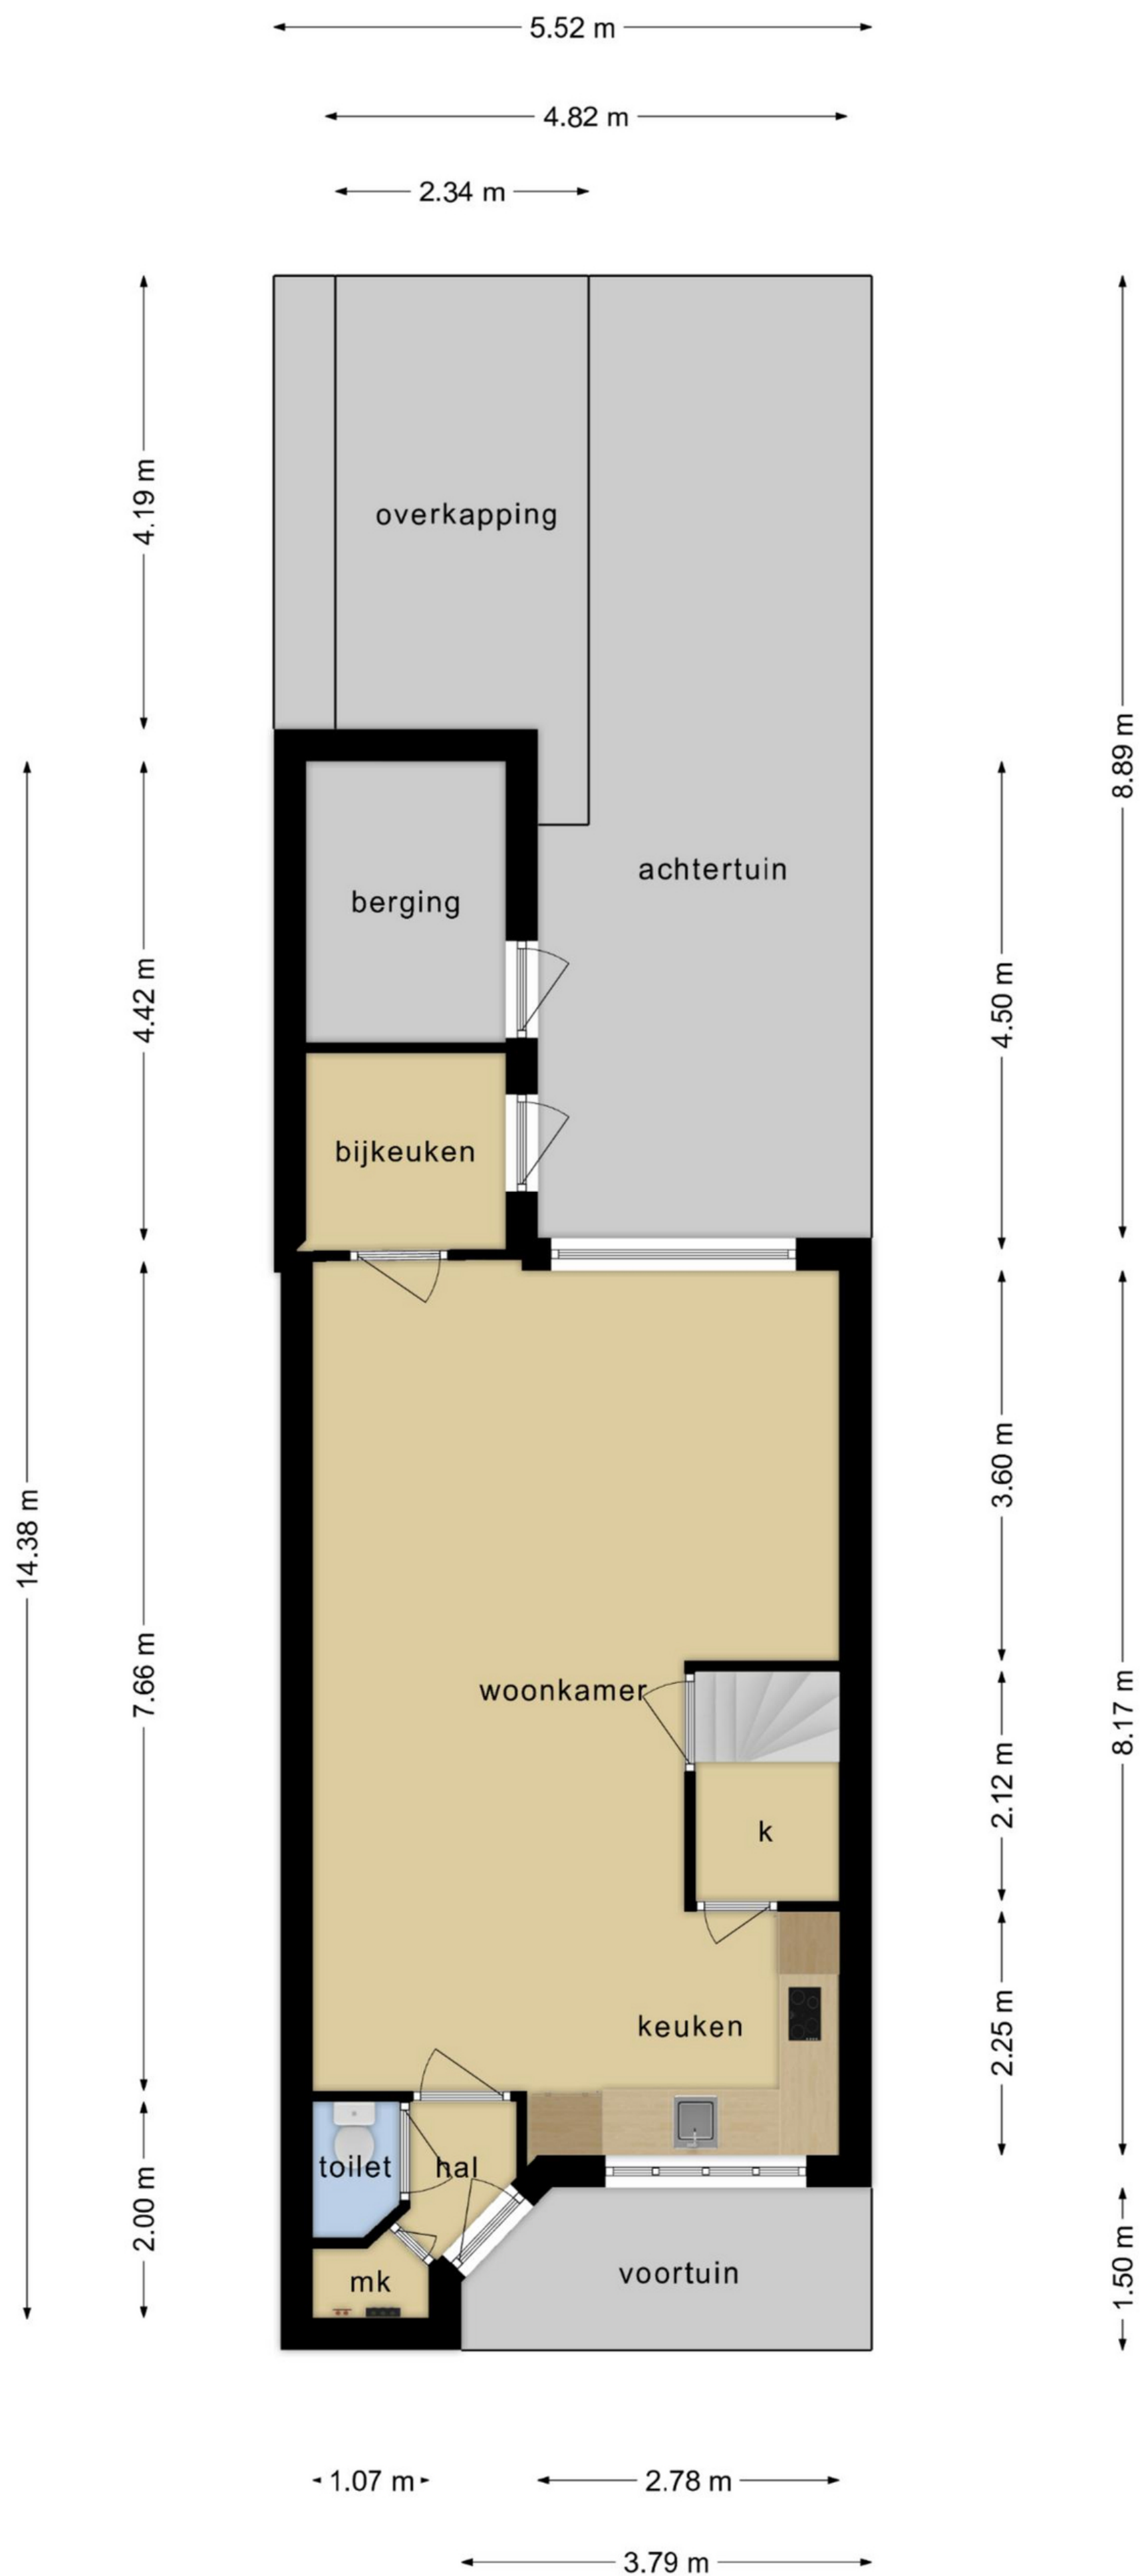 5.52 m
4.82 m
2.34 m
4.19 m
overkapping
8.89 m
achtertuin
berging
4.42 m
4.50 m
bijkeuken
3.60 m
14.38 m
7.66 m
woonkamer
8.17 m
2.12 m
k
keuken
2.25 m
toilet
hal
2.00 m
voortuin
mk
1.50 m
1.07 m
2.78 m
3.79 m